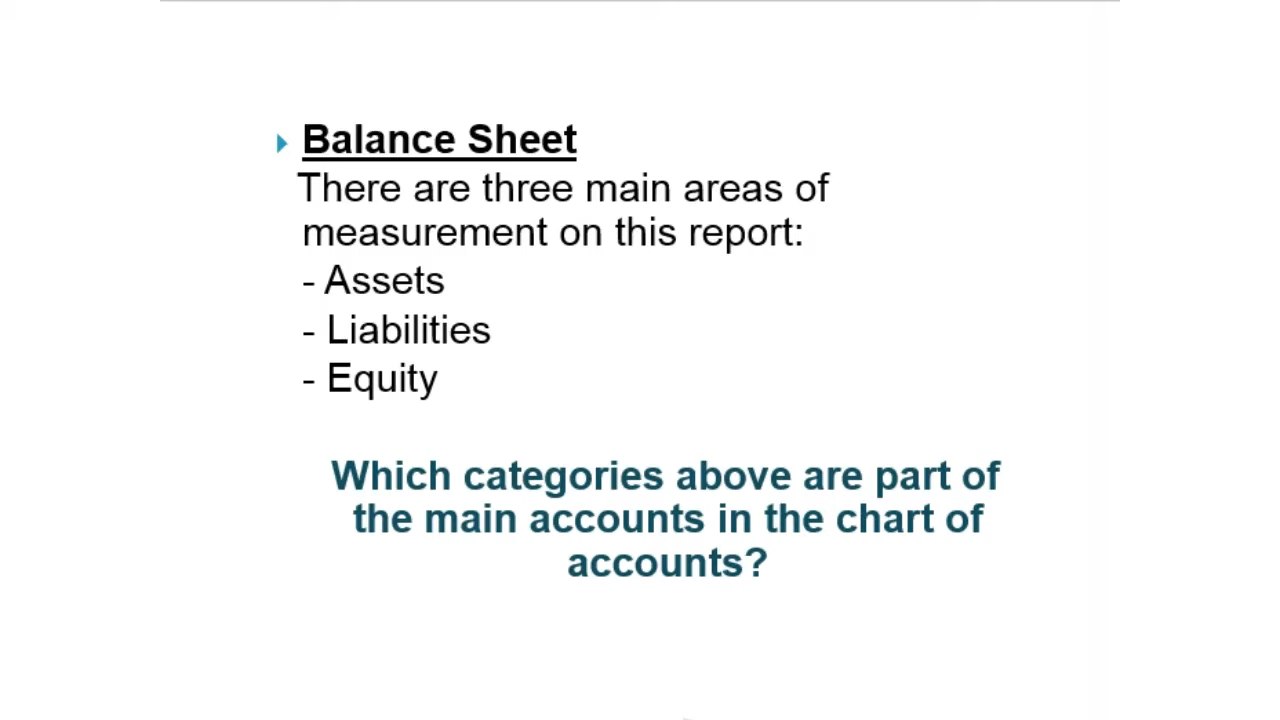 Balance Sheet
There are three main areas of
measurement on this report:
- Assets
- Liabilities
- Equity
Which categories above are part of
the main accounts in the chart of
accounts?